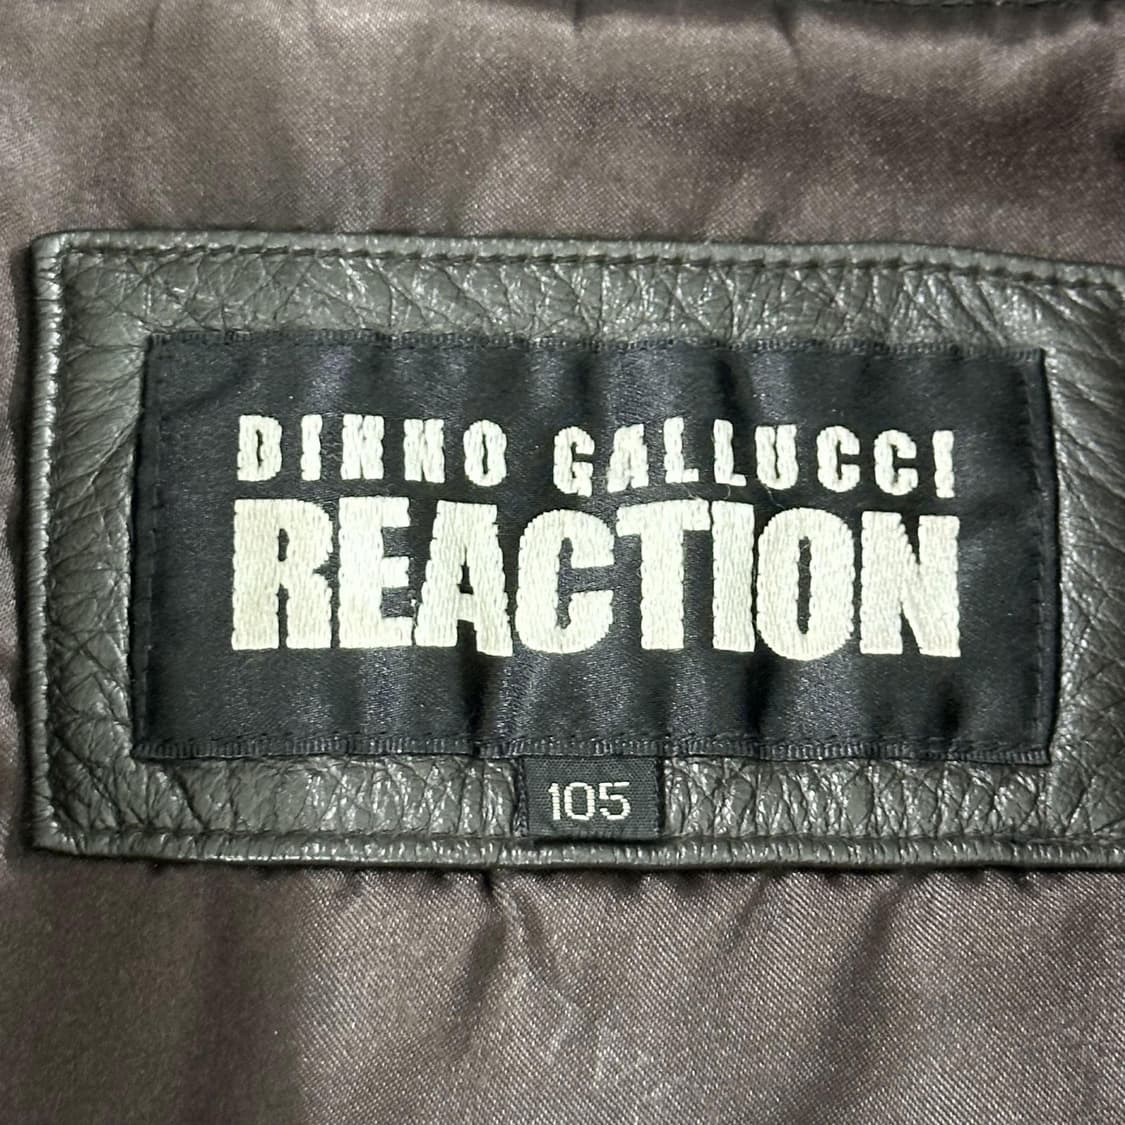 DINNO GALLUCCI
REACTION
105